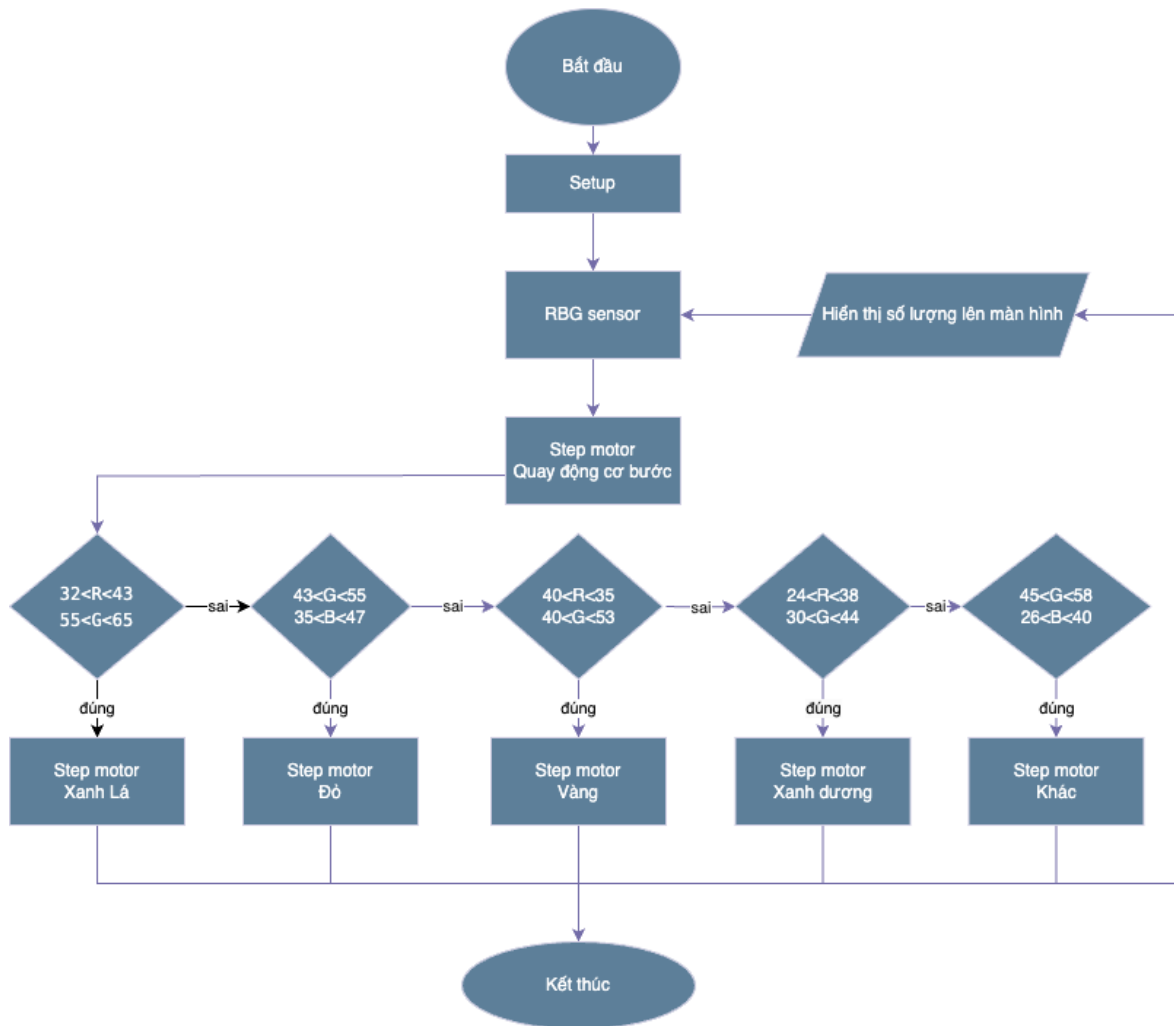 Bắt đầu
Setup
RBG sensor
Hiển thị số lượng lên màn hình
Step motor
Quay động cơ bước
32<R<43
55<G<65
sai
43<G<55
35<B<47
sai
40<R<35
40<G<53
sai
24<R<38
30<G<44
sai
45<G<58
26<B<40
đúng
đúng
đúng
đúng
đúng
Step motor
Xanh Lá
Step motor
Đỏ
Step motor
Vàng
Step motor
Xanh dương
Step motor
Khác
Kết thúc